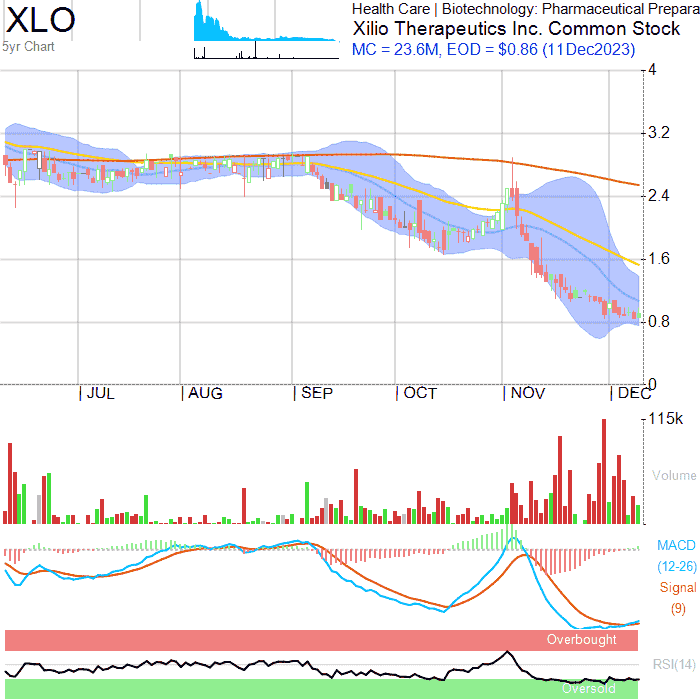 XLO
Health Care | Biotechnology: Pharmaceutical Prepara
Xilio Therapeutics Inc. Common Stock
5yr Chart
MC = 23.6M, EOD = $0.86 (11Dec2023)
4
3.2
2.4
1.6
0.8
0
| JUL | AUG | SEP | OCT | NOV | DEC
115k
Volume
MACD
(12-26)
Signal
(9)
Overbought
RSI(14)
Oversold